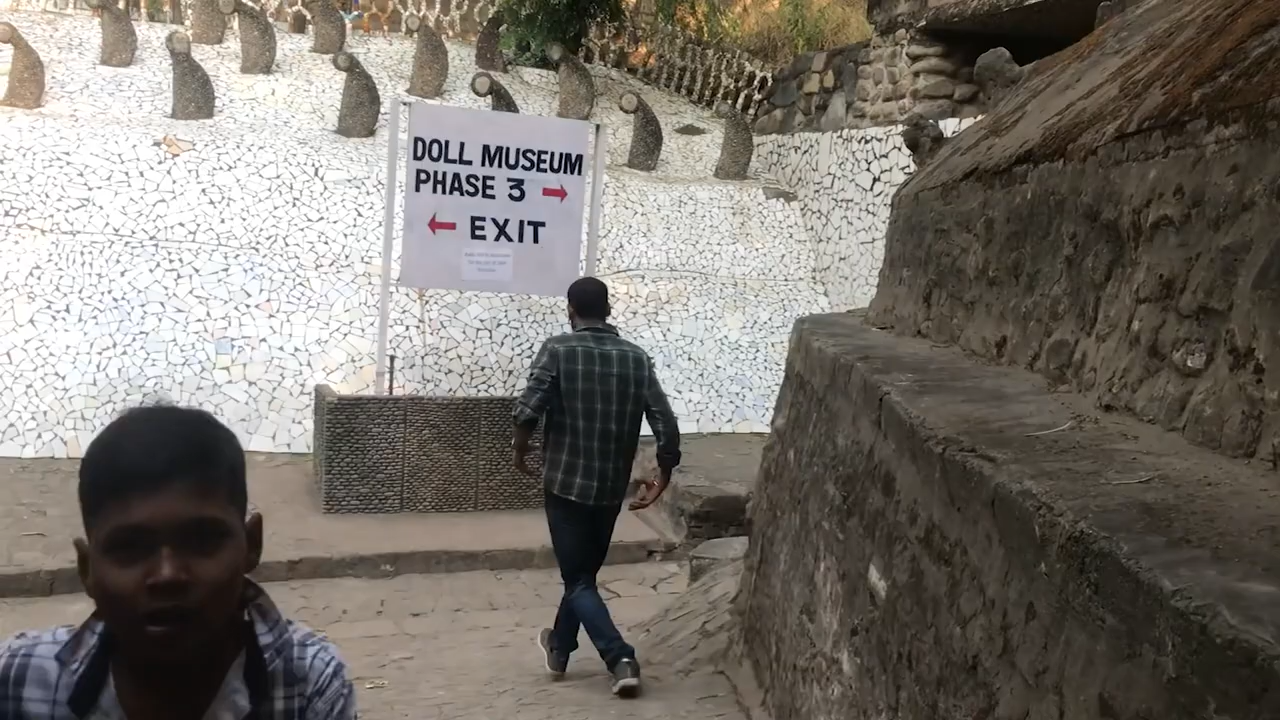 DOLL MUSEUM
PHASE 3 →
← EXIT